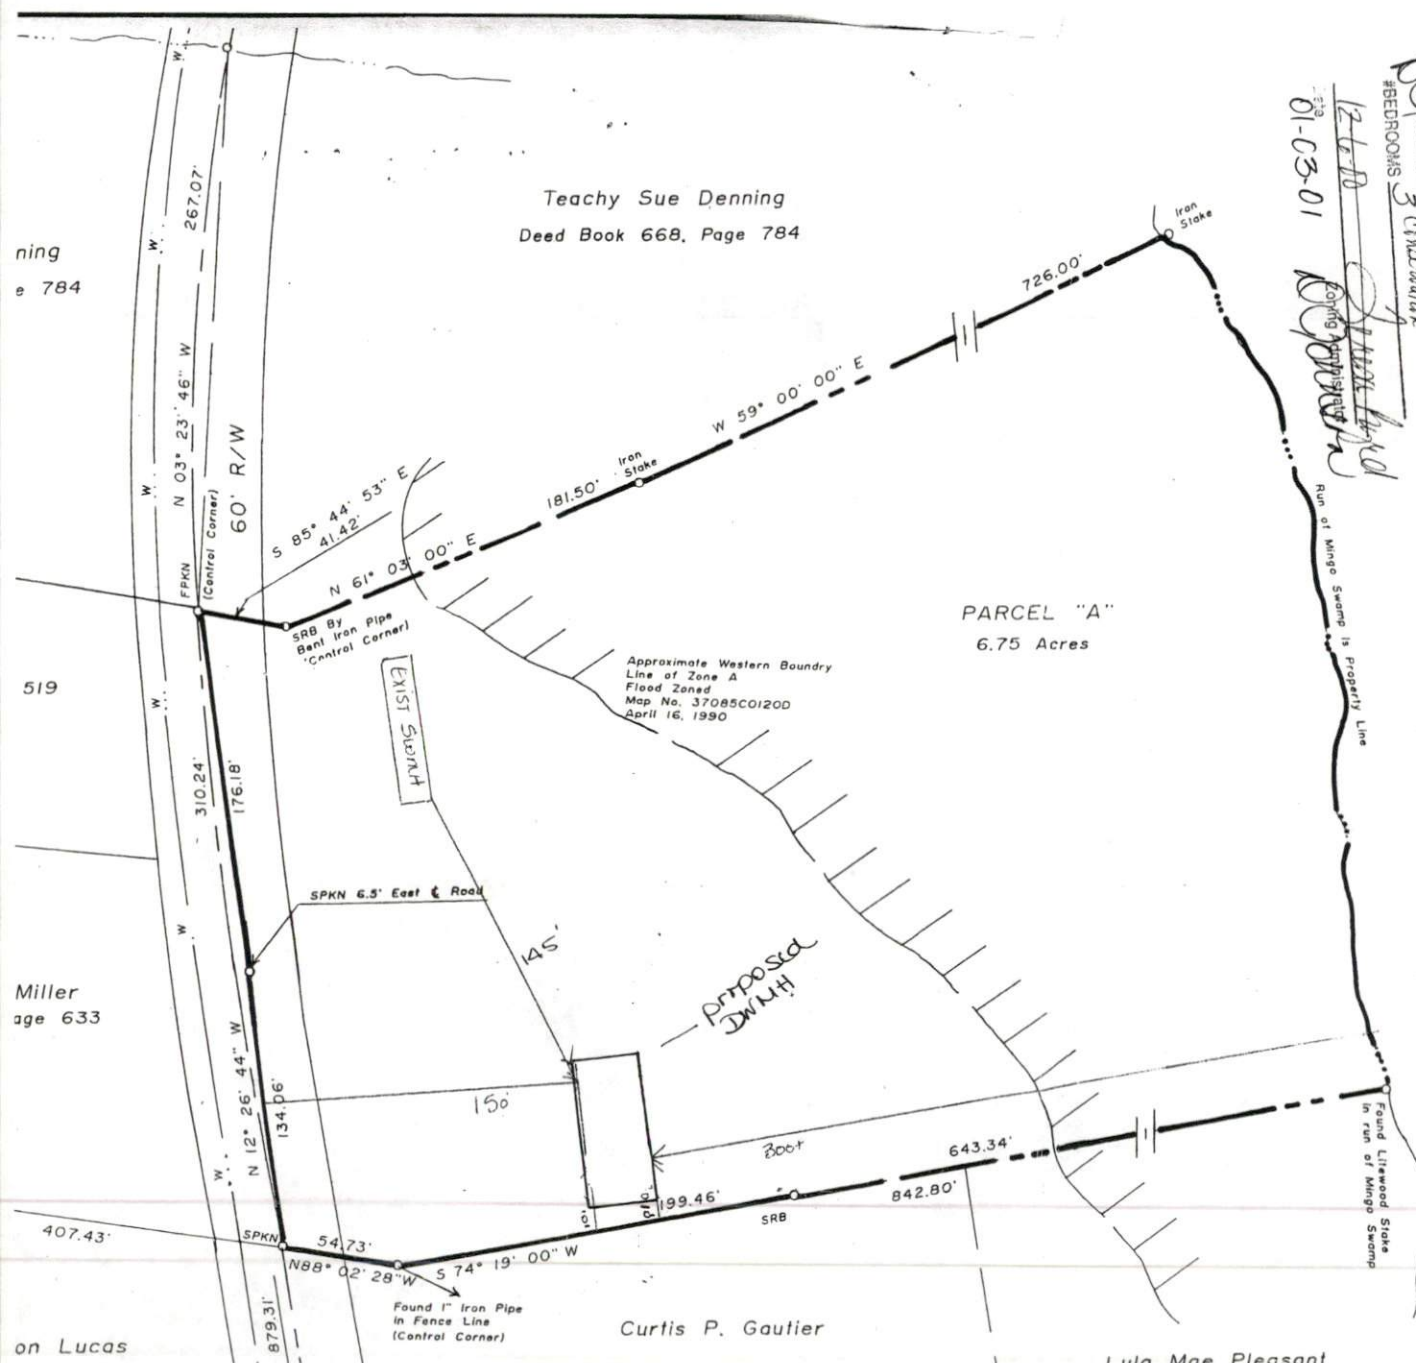 Teachy Sue Denning
Deed Book 668, Page 784
ning
e 784
267.07'
N 03° 23' 46" W
60' R/W
FPKN
(Control Corner)
S 85° 44' 53" E
41.42'
N 61° 03' 00" E
181.50'
Iron
Stake
W 59° 00' 00" E
726.00'
Iron
Stake
#BEDROOMS 3
12-6-00
01-03-01
Zoning Administrator
Run of Mingo Swamp Is Property Line
SRB By
Bent Iron Pipe
(Control Corner)
PARCEL "A"
6.75 Acres
Approximate Western Boundry
Line of Zone A
Flood Zoned
Map No. 37085C0120D
April 16, 1990
EXIST SWMH
519
310.24'
176.18'
SPKN 6.5' East ℄ Road
145'
proposed
DWMH
Miller
age 633
N 12° 26' 44" W
134.06'
150'
300+
643.34'
842.80'
199.46'
SRB
10'
407.43'
SPKN
54.73'
N88° 02' 28"W
S 74° 19' 00" W
Found 1" Iron Pipe
in Fence Line
(Control Corner)
Found Litewood Stake
in run of Mingo Swamp
879.31'
Curtis P. Gautier
on Lucas
Lula Mae Pleasant
W
W
W
W
W
W